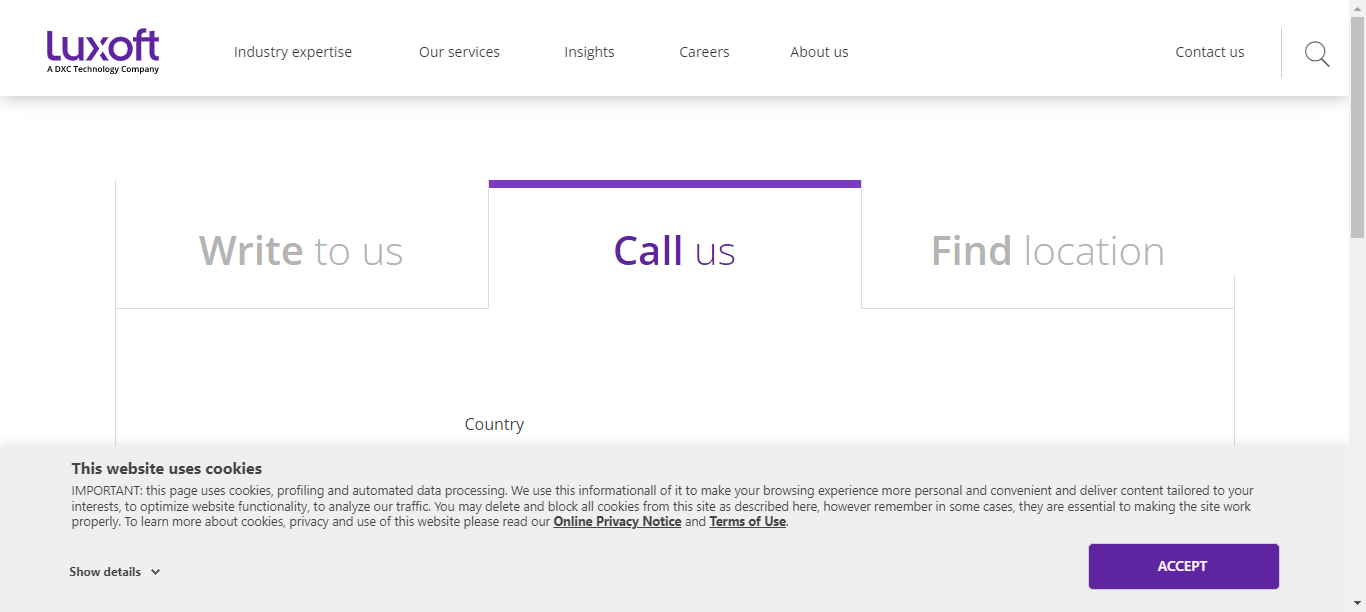 Luxoft
A DXC Technology Company
Industry expertise
Our services
Insights
Careers
About us
Contact us
Write to us
Call us
Find location
Country
This website uses cookies
IMPORTANT: this page uses cookies, profiling and automated data processing. We use this informationall of it to make your browsing experience more personal and convenient and deliver content tailored to your
interests, to optimize website functionality, to analyze our traffic. You may delete and block all cookies from this site as described here, however remember in some cases, they are essential to making the site work
properly. To learn more about cookies, privacy and use of this website please read our Online Privacy Notice and Terms of Use.
Show details
ACCEPT